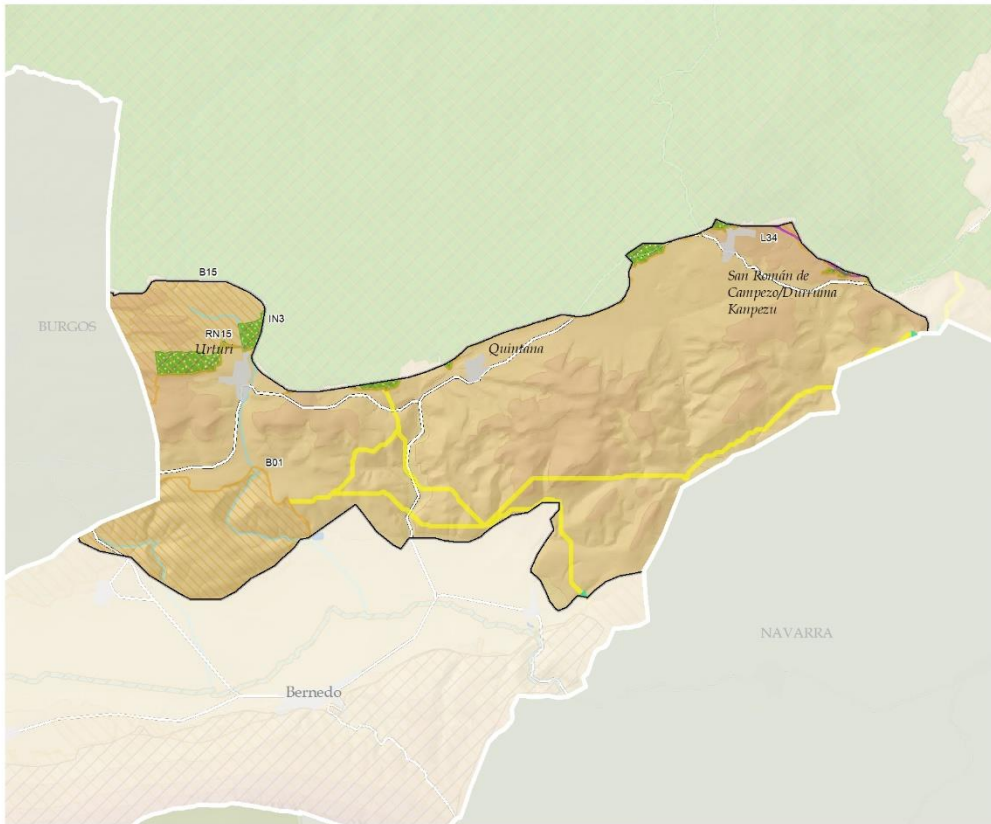 L34
B15
San Román de
Campezo/Durruma
Kanpezu
IN3
BURGOS
RN15
Urturi
Quintana
B01
NAVARRA
Bernedo